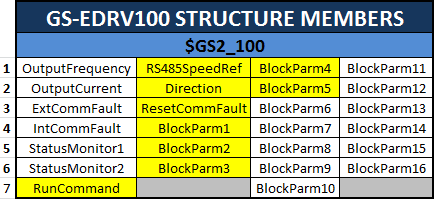 GS-EDRV100 STRUCTURE MEMBERS
$GS2_100
1 OutputFrequency RS485SpeedRef BlockParm4 BlockParm11
2 OutputCurrent Direction BlockParm5 BlockParm12
3 ExtCommFault ResetCommFault BlockParm6 BlockParm13
4 IntCommFault BlockParm1 BlockParm7 BlockParm14
5 StatusMonitor1 BlockParm2 BlockParm8 BlockParm15
6 StatusMonitor2 BlockParm3 BlockParm9 BlockParm16
7 RunCommand BlockParm10